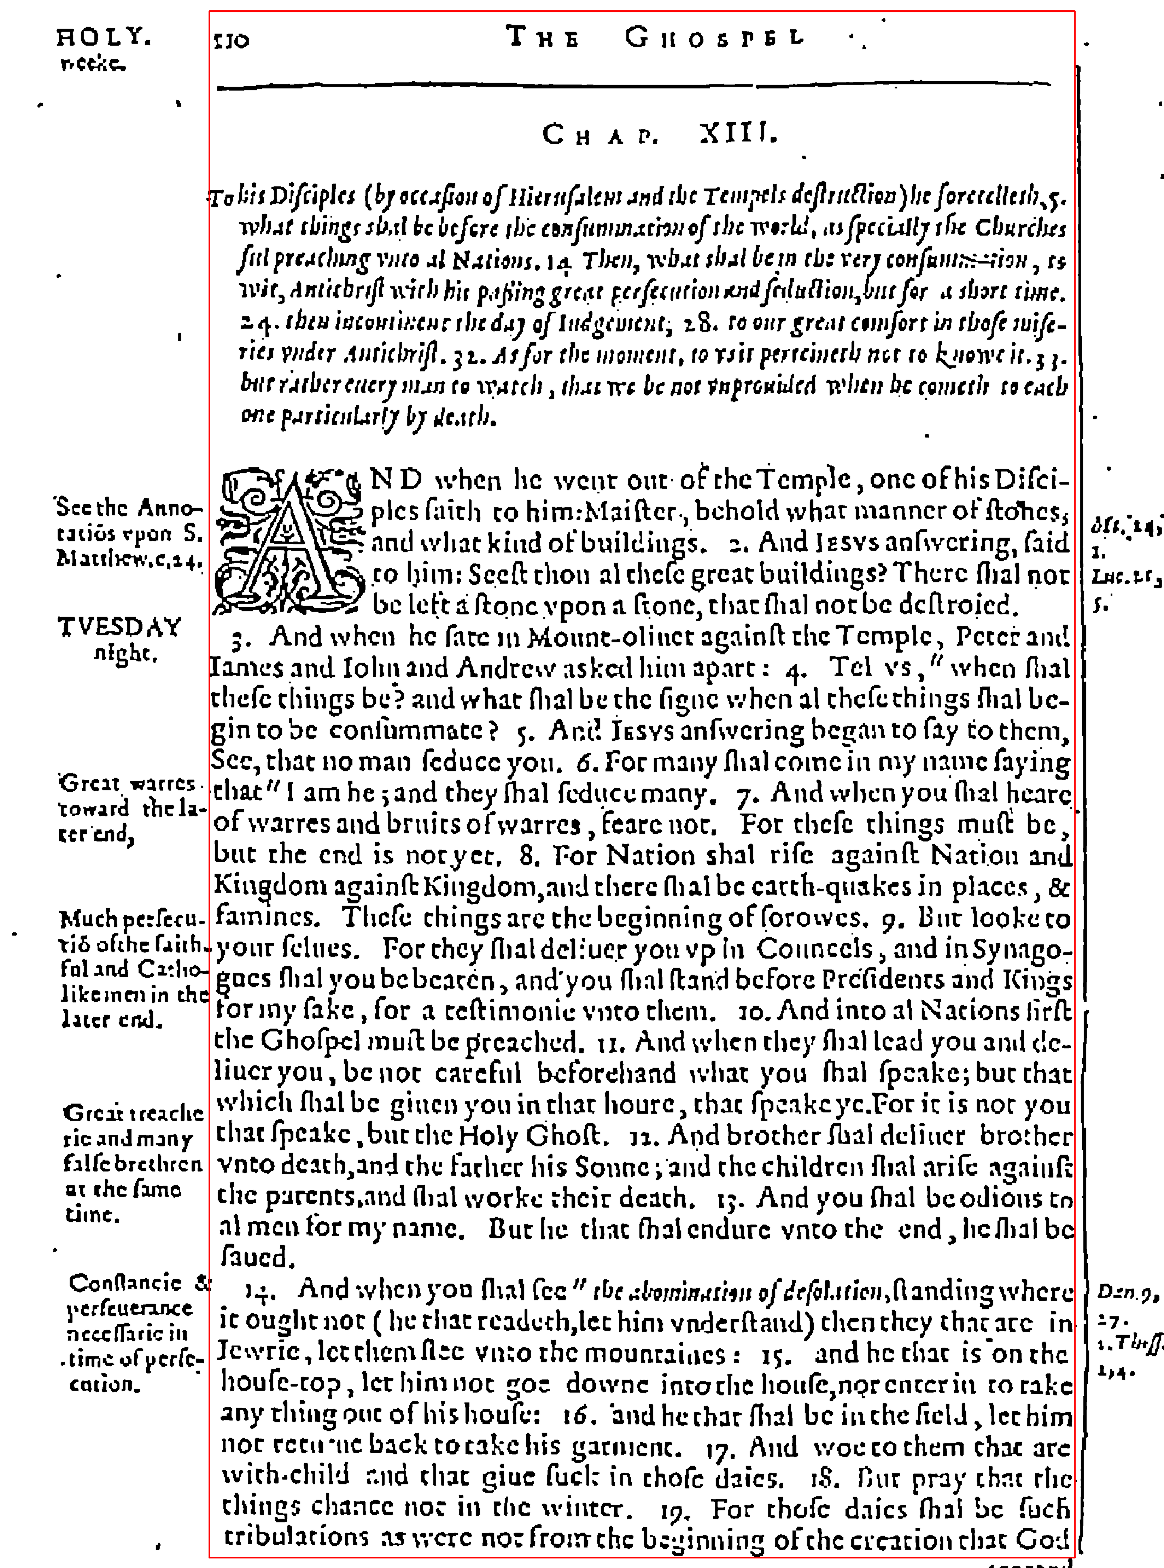 HOLY.
weeke.
110 THE GHOSPEL
CHAP. XIII.
To his Diſciples (by occaſion of Hieruſalem and the Tempels deſtruction) he foretelleth, 5.
what things shal be before the conſummation of the world, as ſpecially the Churches
ful preaching vnto al Nations. 14 Then, what shal be in the very conſummation, to
wit, Antichriſt with his paſsing great perſecution and ſeduction, but for a short time.
24. then incontinent the day of Iudgement, 28. to our great comfort in thoſe miſe-
ries vnder Antichriſt. 32. As for the moment, to vs it perteineth not to knowe it. 33.
but rather euery man to watch, that we be not vnprouided when he cometh to each
one particularly by death.
AND when he went out of the Temple, one of his Diſci-
ples ſaith to him: Maiſter, behold what manner of ſtones,
and what kind of buildings. 2. And IESVS anſwering, ſaid
to him: Seeſt thou al theſe great buildings? There ſhal not
be left a ſtone vpon a ſtone, that ſhal not be deſtroied.
3. And when he ſate in Mount-oliuet againſt the Temple, Peter and
Iames and Iohn and Andrew asked him apart: 4. Tel vs, " when ſhal
theſe things be? and what ſhal be the ſigne when al theſe things ſhal be-
gin to be conſummate? 5. And IESVS anſwering began to ſay to them,
See, that no man ſeduce you. 6. For many ſhal come in my name ſaying
that " I am he; and they ſhal ſeduce many. 7. And when you ſhal heare
of warres and bruits of warres, feare not. For theſe things muſt be,
but the end is not yet. 8. For Nation shal riſe againſt Nation and
Kingdom againſt Kingdom, and there ſhal be earth-quakes in places, &
famines. Theſe things are the beginning of ſorowes. 9. But looke to
your ſelues. For they ſhal deliuer you vp in Councels, and in Synago-
gues ſhal you be beaten, and you ſhal ſtand before Preſidents and Kings
for my ſake, for a teſtimonie vnto them. 10. And into al Nations firſt
the Ghoſpel muſt be preached. 11. And when they ſhal lead you and de-
liuer you, be not careful beforehand what you ſhal ſpeake; but that
which ſhal be giuen you in that houre, that ſpeake ye. For it is not you
that ſpeake, but the Holy Ghoſt. 12. And brother ſhal deliuer brother
vnto death, and the father his Sonne; and the children ſhal ariſe againſt
the parents, and ſhal worke their death. 13. And you ſhal be odious to
al men for my name. But he that ſhal endure vnto the end, he ſhal be
ſaued.
14. And when you ſhal ſee " the abomination of deſolation, ſtanding where
it ought not (he that readeth, let him vnderſtand) then they that are in
Iewrie, let them flee vnto the mountaines: 15. and he that is on the
houſe-top, let him not goe downe into the houſe, nor enter in to take
any thing out of his houſe: 16. and he that ſhal be in the field, let him
not returne back to take his garment. 17. And woe to them that are
with-child and that giue ſuck in thoſe daies. 18. But pray that the
things chance not in the winter. 19. For thoſe daies ſhal be ſuch
tribulations as were not from the beginning of the creation that God
See the Anno-
tatiõs vpon S.
Matthew. c, 24.
TVESDAY
night.
Great warres
toward the la-
ter end,
Much perſecu-
tiõ of the faith-
ful and Catho-
like men in the
later end.
Great treache
rie and many
falſe brethren
at the ſame
time.
Conſtancie &
perſeuerance
neceſſarie in
time of perſe-
cution.
Mt. 24,
1.
Luc. 21,
5.
Dan. 9,
27.
2. Theſſ.
2,4.